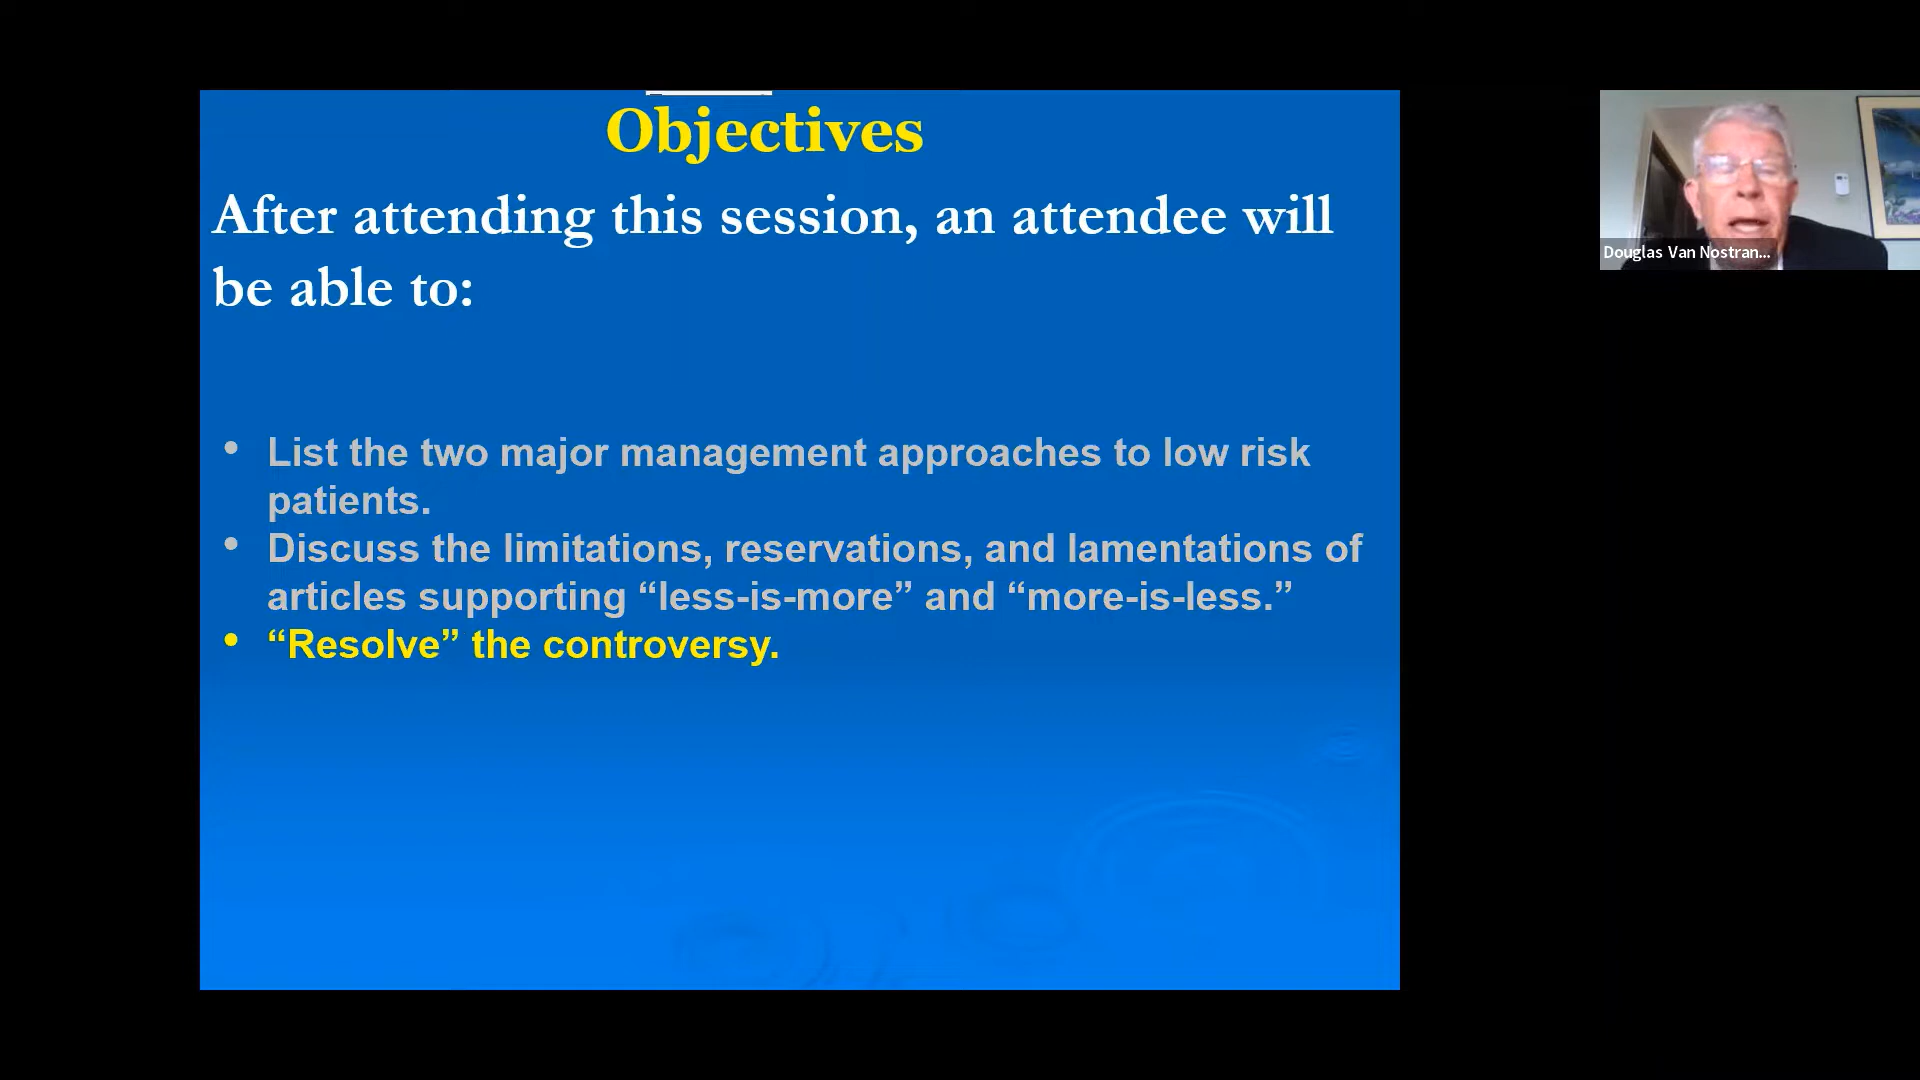 Objectives
After attending this session, an attendee will
be able to:
• List the two major management approaches to low risk
patients.
• Discuss the limitations, reservations, and lamentations of
articles supporting “less-is-more” and “more-is-less.”
• “Resolve” the controversy.
Douglas Van Nostran...